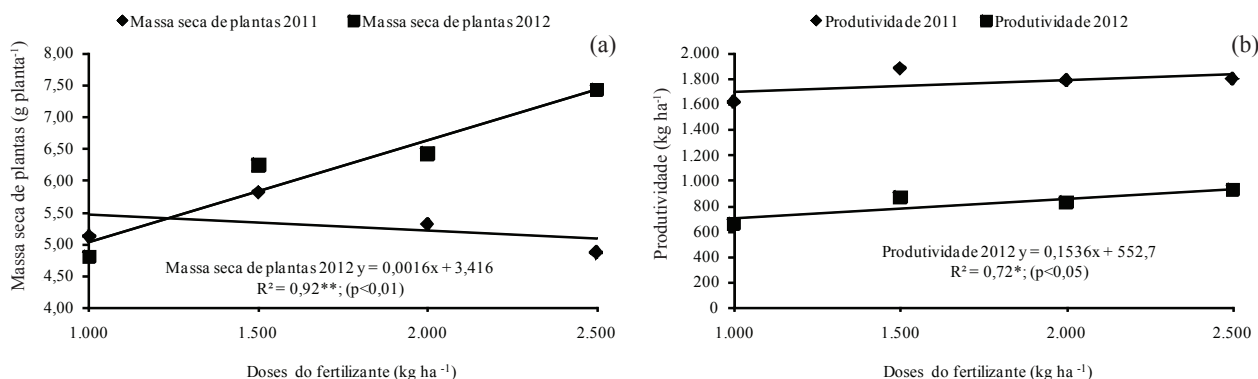 Massa seca de plantas 2011 Massa seca de plantas 2012
(a)
Massa seca de plantas (g planta⁻¹)
8,00
7,50
7,00
6,50
6,00
5,50
5,00
4,50
4,00
Massa seca de plantas 2012 y = 0,0016x + 3,416
R² = 0,92**; (p<0,01)
1.000 1.500 2.000 2.500
Doses do fertilizante (kg ha ⁻¹)
Produtividade 2011 Produtividade 2012
(b)
Produtividade (kg ha⁻¹)
2.000
1.800
1.600
1.400
1.200
1.000
800
600
400
200
0
Produtividade 2012 y = 0,1536x + 552,7
R² = 0,72*; (p<0,05)
1.000 1.500 2.000 2.500
Doses do fertilizante (kg ha ⁻¹)